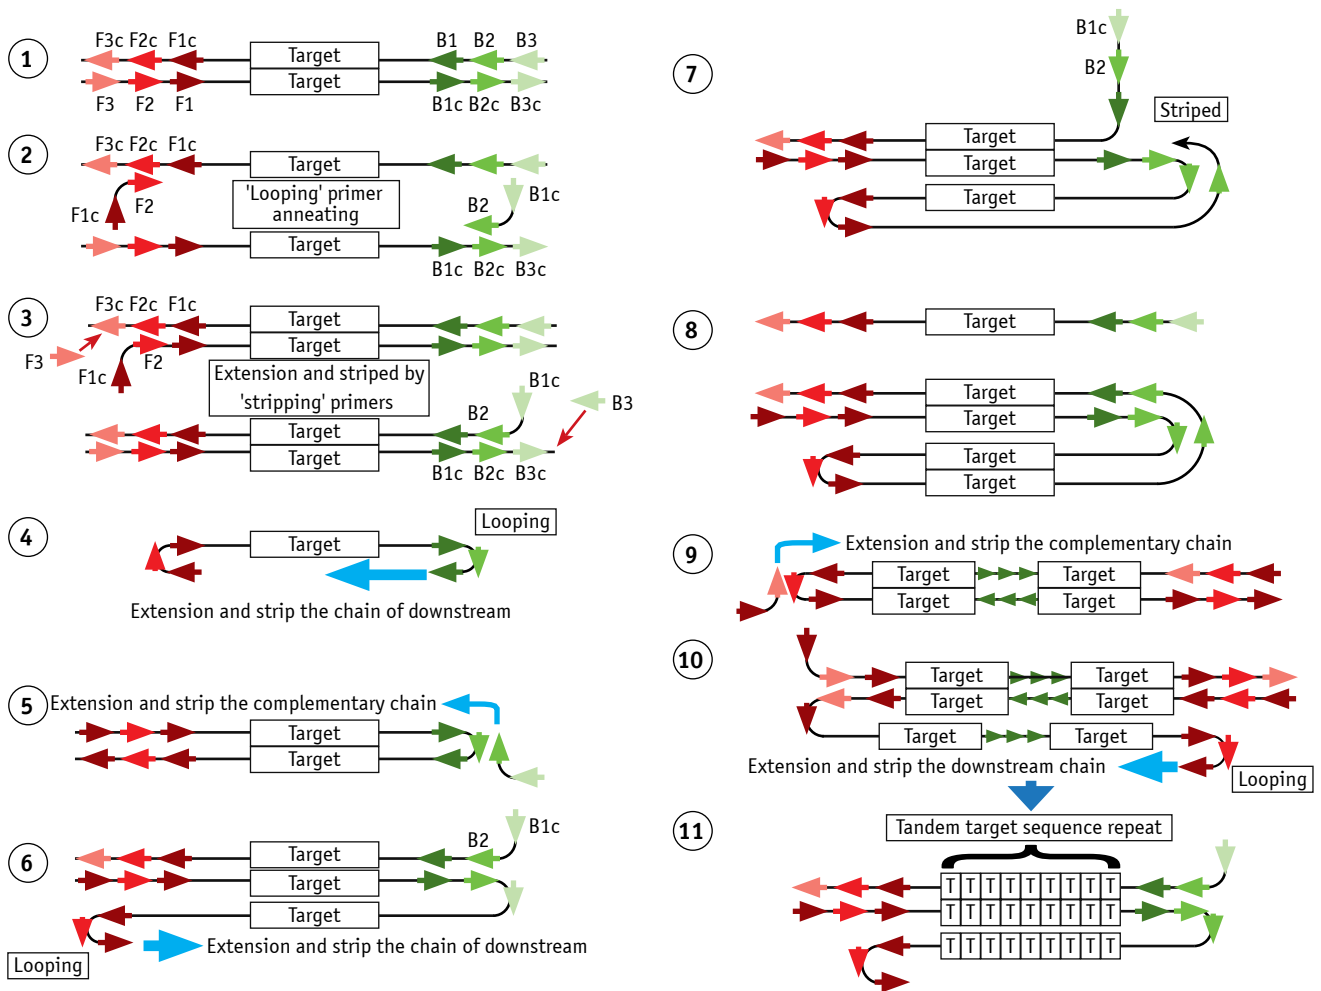 1
F3c F2c F1c
B1 B2 B3
Target
Target
F3 F2 F1
B1c B2c B3c
2
F3c F2c F1c
Target
'Looping' primer
anneating
F1c
F2
B2
B1c
Target
B1c B2c B3c
3
F3c F2c F1c
Target
Target
F3
F1c
F2
Extension and striped by
'stripping' primers
B1c
B2
B3
Target
Target
B1c B2c B3c
4
Looping
Target
Extension and strip the chain of downstream
5
Extension and strip the complementary chain
Target
Target
6
B1c
B2
Target
Target
Target
Extension and strip the chain of downstream
Looping
7
B1c
B2
Striped
Target
Target
Target
8
Target
Target
Target
Target
Target
9
Extension and strip the complementary chain
Target Target
Target Target
10
Target Target
Target Target
Target Target
Extension and strip the downstream chain
Looping
11
Tandem target sequence repeat
T T T T T T T T T
T T T T T T T T T
T T T T T T T T T